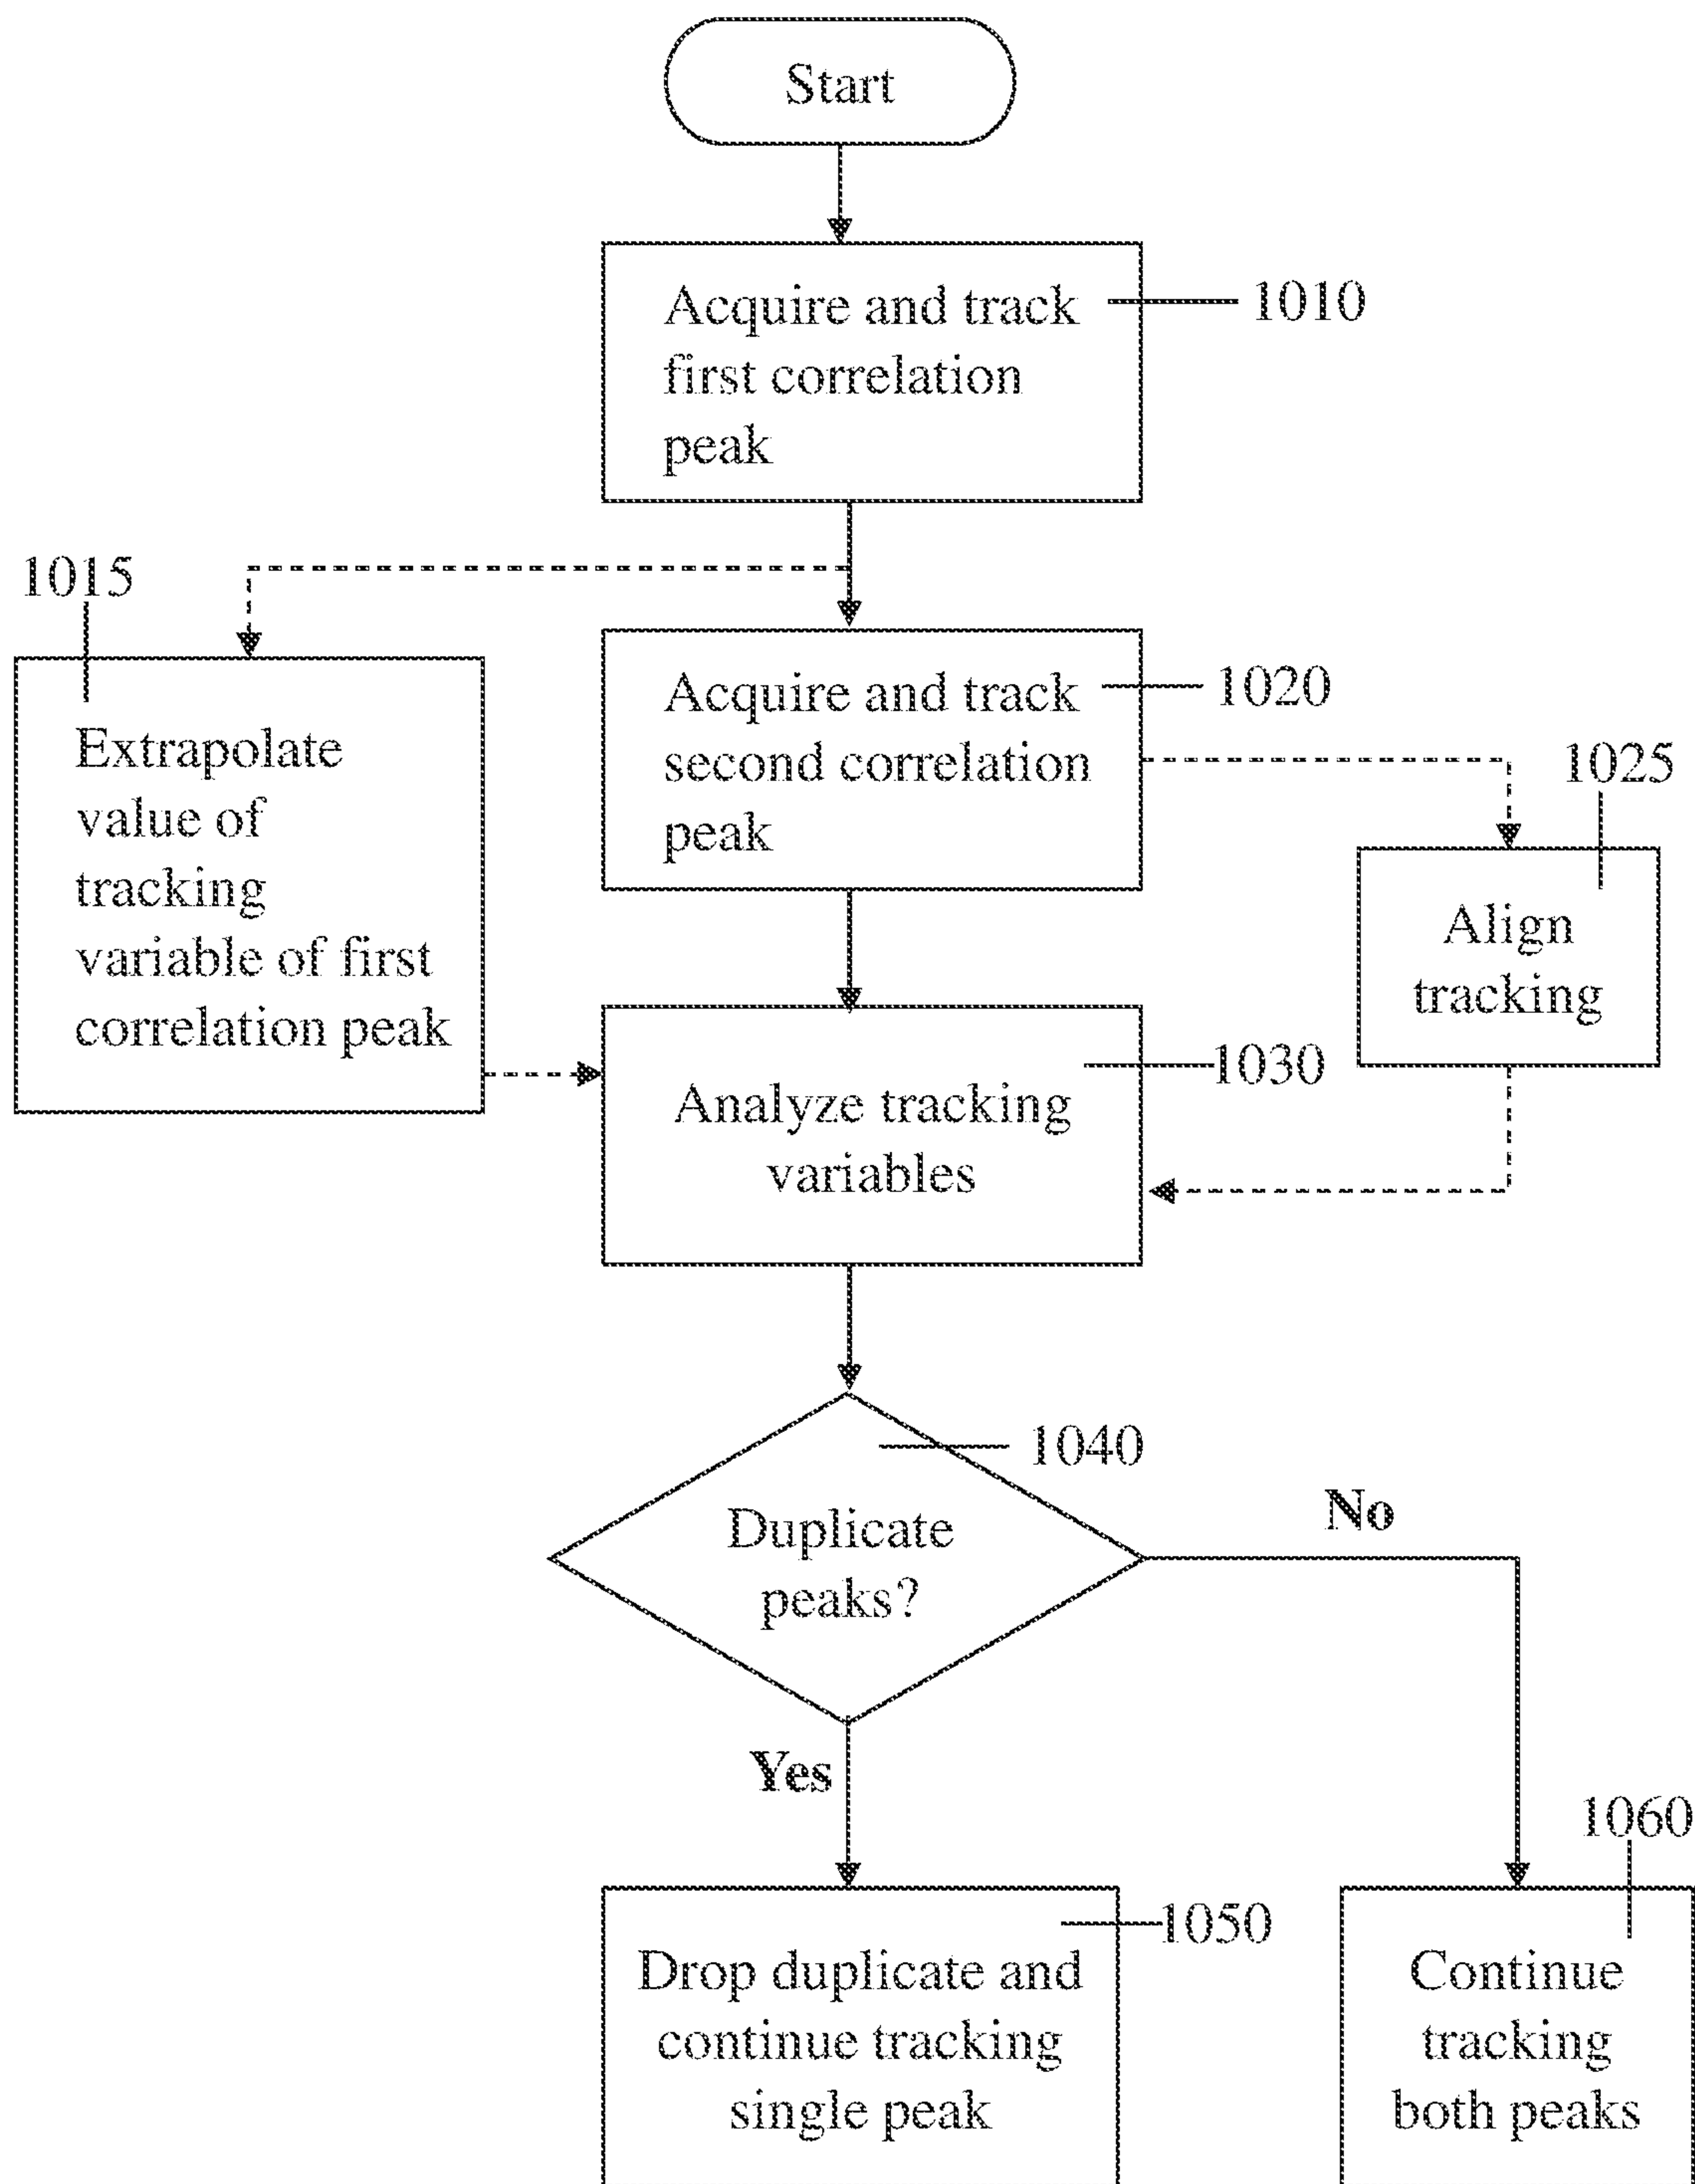 Start
Acquire and track
first correlation
peak
1010
1015
Extrapolate
value of
tracking
variable of first
correlation peak
Acquire and track
second correlation
peak
1020
1025
Align
tracking
Analyze tracking
variables
1030
Duplicate
peaks?
1040
No
Yes
Drop duplicate and
continue tracking
single peak
1050
1060
Continue
tracking
both peaks